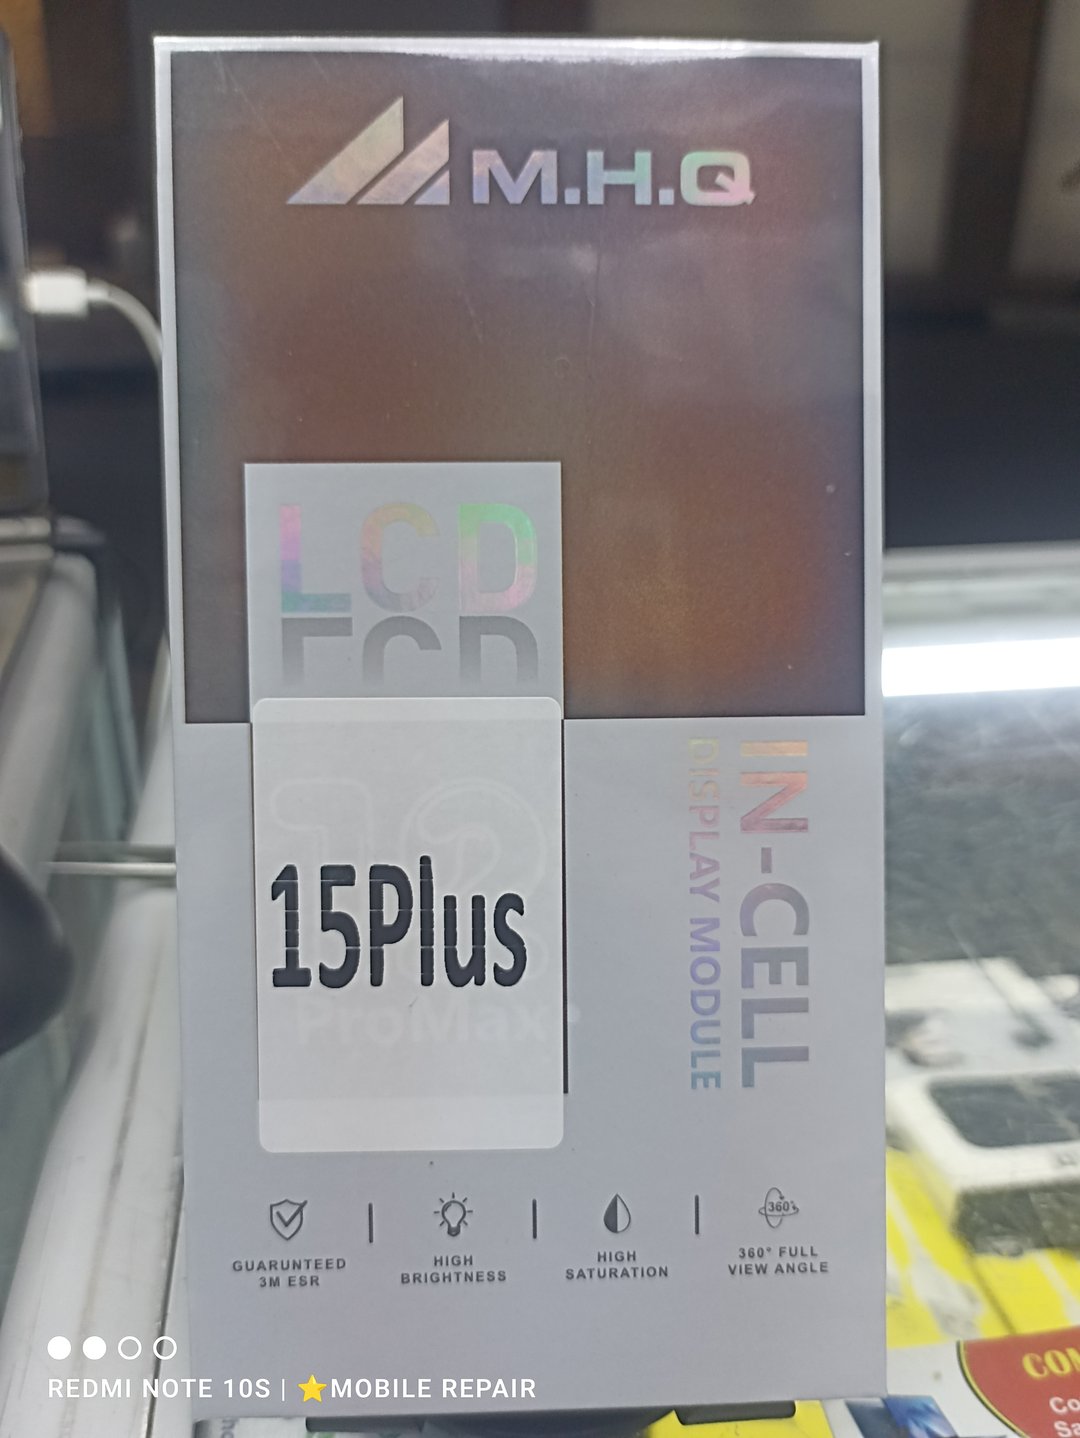 M.H.Q
LCD
15Plus
ProMax
IN-CELL
DISPLAY MODULE
GUARUNTEED
3M ESR
HIGH
BRIGHTNESS
HIGH
SATURATION
360°
360° FULL
VIEW ANGLE
REDMI NOTE 10S | ⭐MOBILE REPAIR